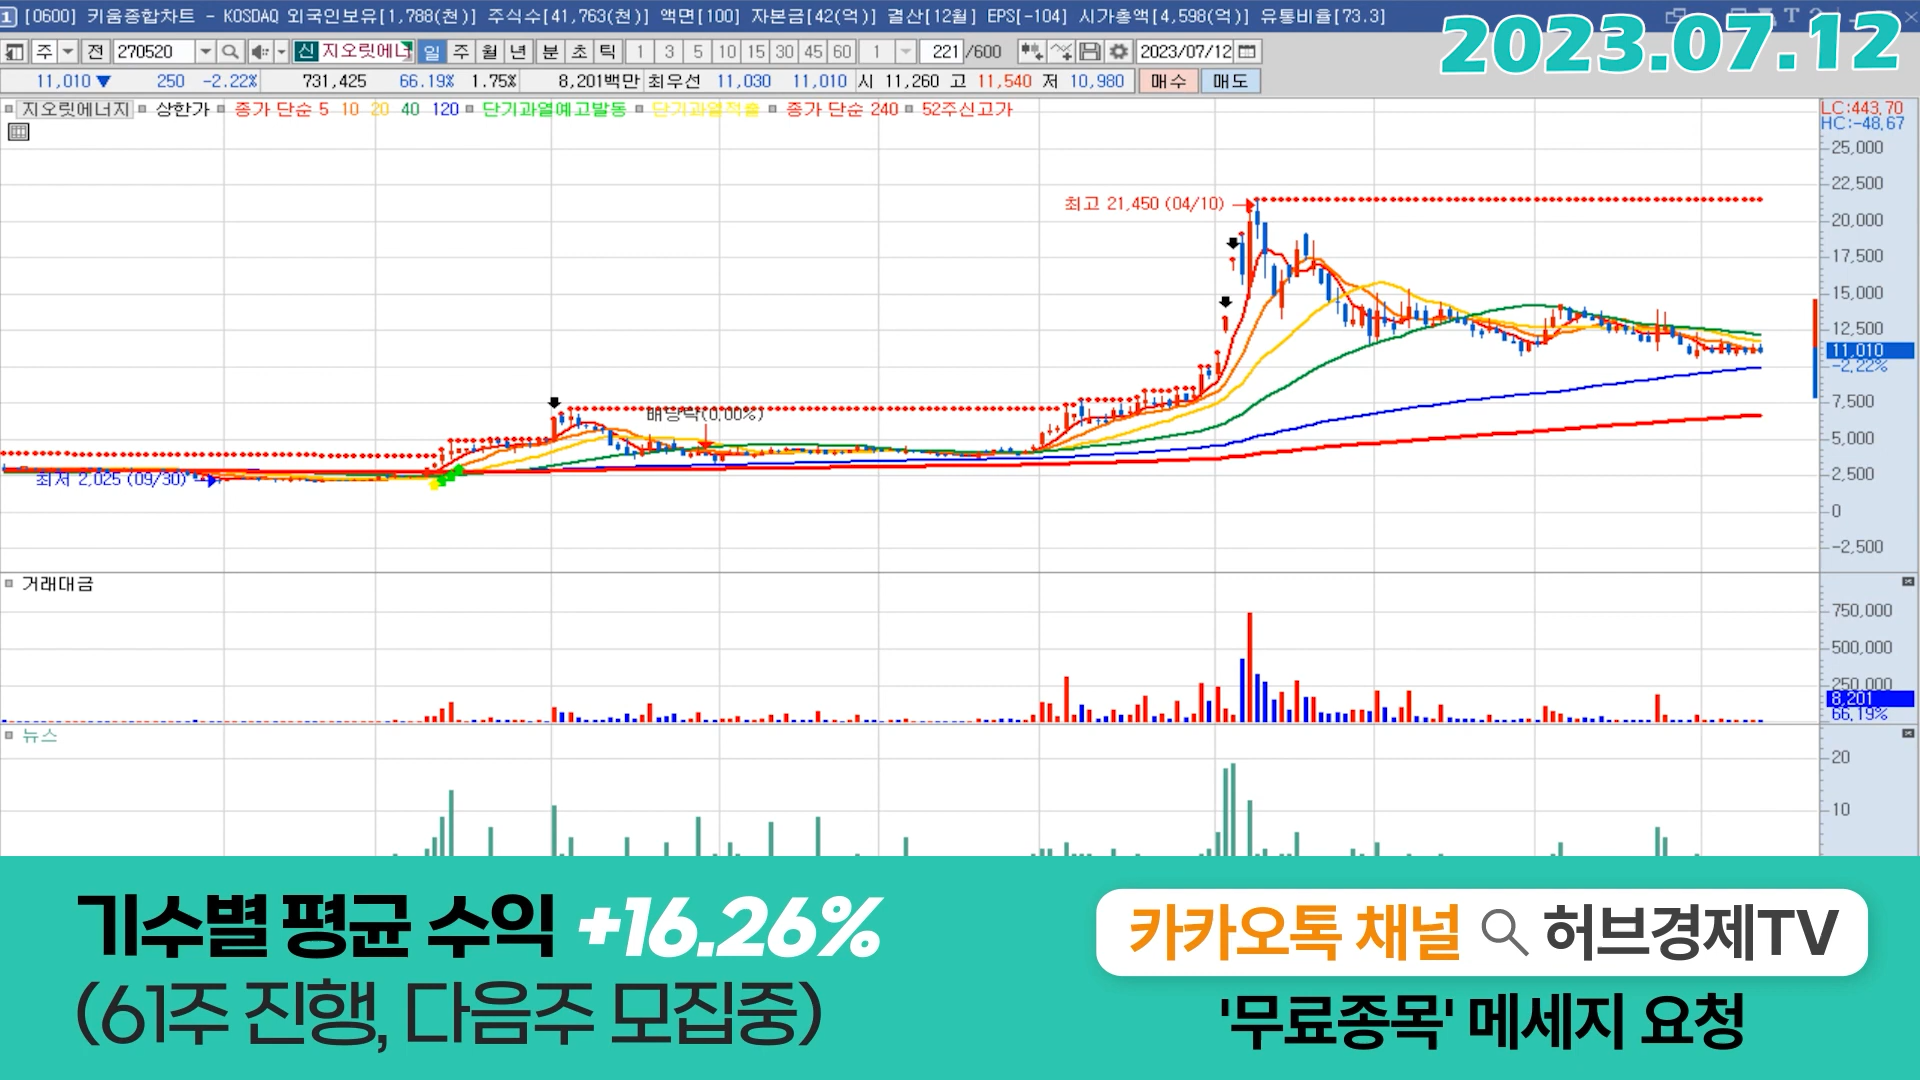 [0600] 키움종합차트 - KOSDAQ 외국인보유[1,788(천)] 주식수[41,763(천)] 액면[100] 자본금[42(억)] 결산[12월] EPS[-104] 시가총액[4,598(억)] 유통비율[73.3]
2023.07.12
주 전 270520 신 지오릿에너 일 주 월 년 분 초 틱 1 3 5 10 15 30 45 60 1 221 /600 2023/07/12
11,010 ▼ 250 -2.22% 731,425 66.19% 1.75% 8,201백만 최우선 11,030 11,010 시 11,260 고 11,540 저 10,980 매수 매도
지오릿에너지 상한가 종가 단순 5 10 20 40 120 단기과열예고발동 단기과열적출 종가 단순 240 52주신고가
LC:443,70
HC:-48,67
25,000
22,500
최고 21,450 (04/10)
20,000
17,500
15,000
12,500
11,010
-2,22%
7,500
배당락(0,00%)
5,000
2,500
최저 2,025 (09/30)
0
-2,500
거래대금
750,000
500,000
250,000
8,201
66,19%
뉴스
20
10
기수별 평균 수익 +16.26%
(61주 진행, 다음주 모집중)
카카오톡 채널 허브경제TV
'무료종목' 메세지 요청